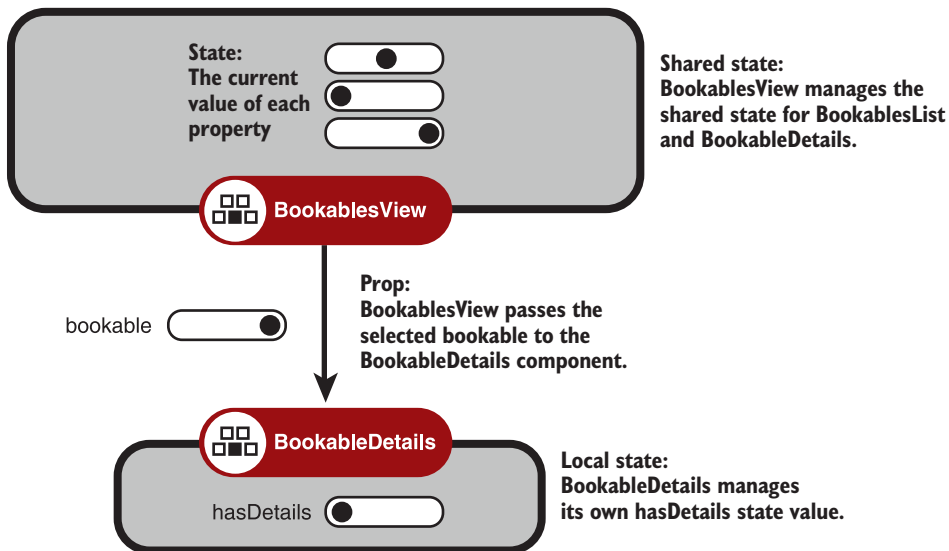 State:
The current
value of each
property
Shared state:
BookablesView manages the
shared state for BookablesList
and BookableDetails.
BookablesView
Prop:
BookablesView passes the
selected bookable to the
BookableDetails component.
bookable
BookableDetails
Local state:
BookableDetails manages
its own hasDetails state value.
hasDetails